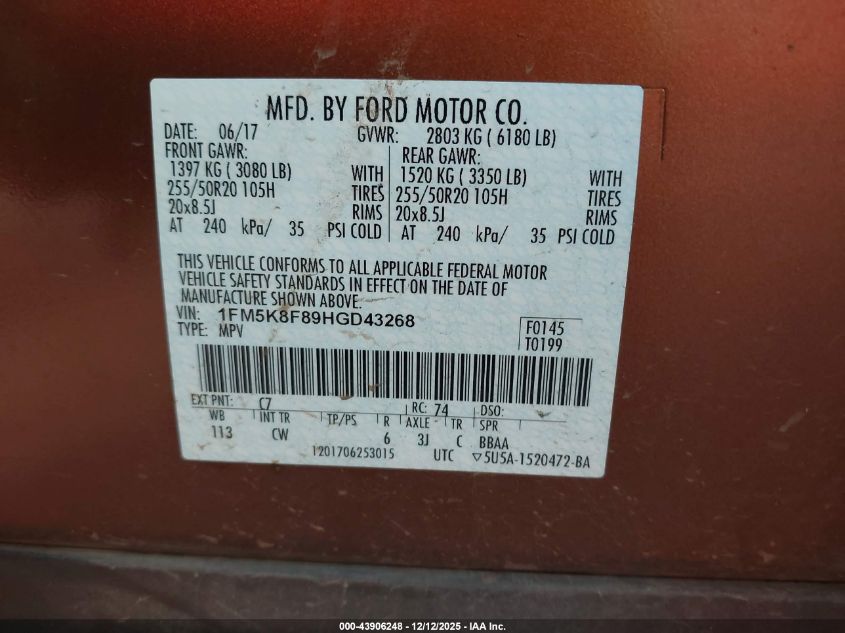 MFD. BY FORD MOTOR CO.
DATE: 06/17 GVWR: 2803 KG ( 6180 LB)
FRONT GAWR: REAR GAWR:
1397 KG ( 3080 LB) WITH 1520 KG ( 3350 LB) WITH
255/50R20 105H TIRES 255/50R20 105H TIRES
20x8.5J RIMS 20x8.5J RIMS
AT 240 kPa/ 35 PSI COLD AT 240 kPa/ 35 PSI COLD
THIS VEHICLE CONFORMS TO ALL APPLICABLE FEDERAL MOTOR
VEHICLE SAFETY STANDARDS IN EFFECT ON THE DATE OF
MANUFACTURE SHOWN ABOVE.
VIN: 1FM5K8F89HGD43268 F0145
TYPE: MPV T0199
EXT PNT: C7 RC: 74 DSO:
WB INT TR TP/PS R AXLE TR SPR
113 CW 6 3J C BBAA
1201706253015 UTC ▽5U5A-1520472-BA
000-43906248 - 12/12/2025 - IAA Inc.